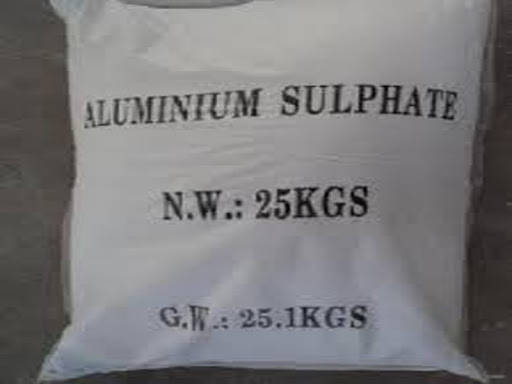 ALUMINIUM SULPHATE
N.W.: 25KGS
G.W.: 25.1KGS